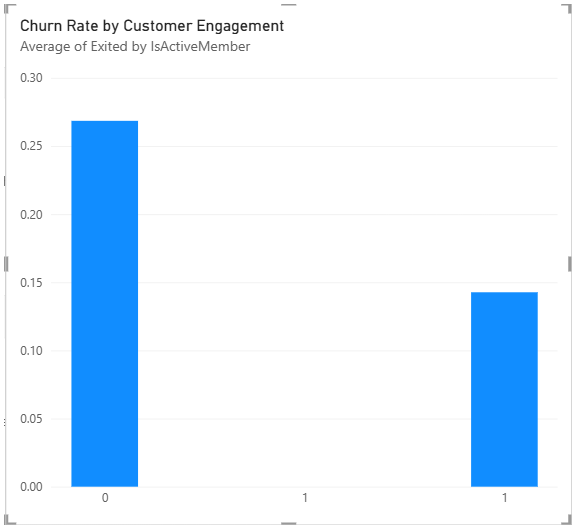 Churn Rate by Customer Engagement
Average of Exited by IsActiveMember
0.30
0.25
0.20
0.15
0.10
0.05
0.00
0 1 1